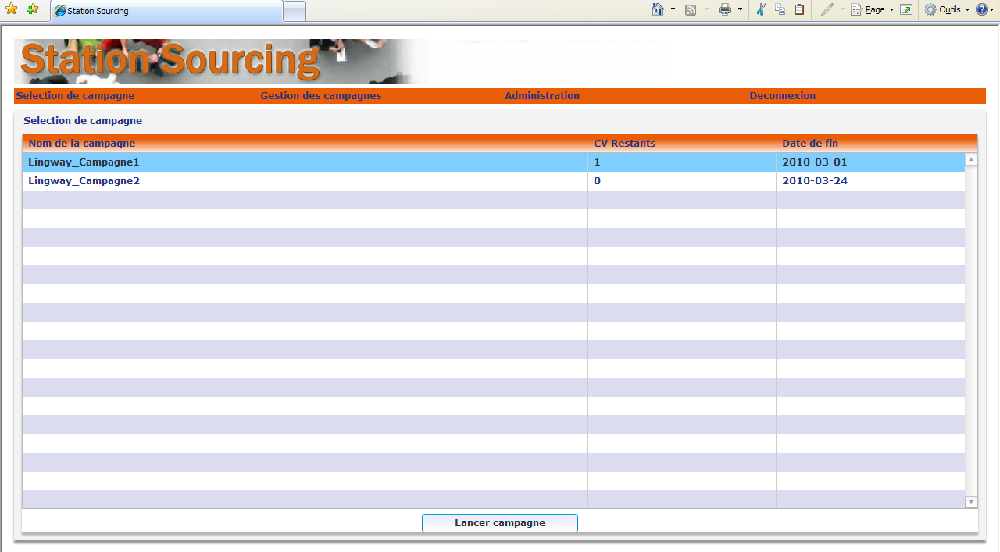 Station Sourcing
Page
Outils
Station Sourcing
Selection de campagne Gestion des campagnes Administration Deconnexion
Selection de campagne
Nom de la campagne CV Restants Date de fin
Lingway_Campagne1 1 2010-03-01
Lingway_Campagne2 0 2010-03-24
Lancer campagne